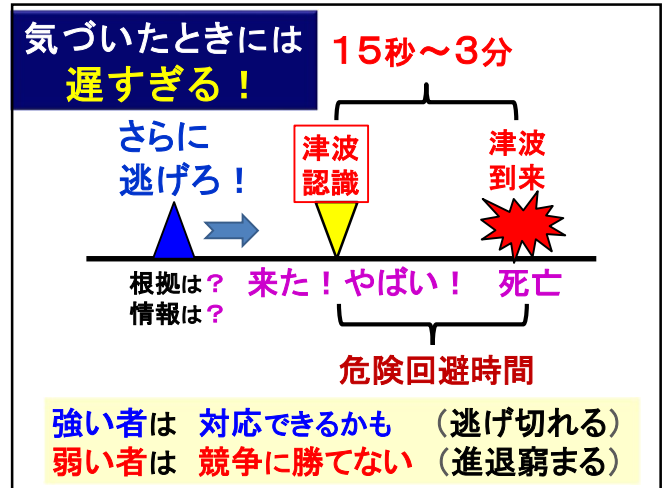 気づいたときには
遅すぎる！
15秒～3分
さらに
逃げろ！
津波
認識
津波
到来
根拠は？
情報は？
来た！やばい！
死亡
危険回避時間
強い者は 対応できるかも （逃げ切れる）
弱い者は 競争に勝てない （進退窮まる）